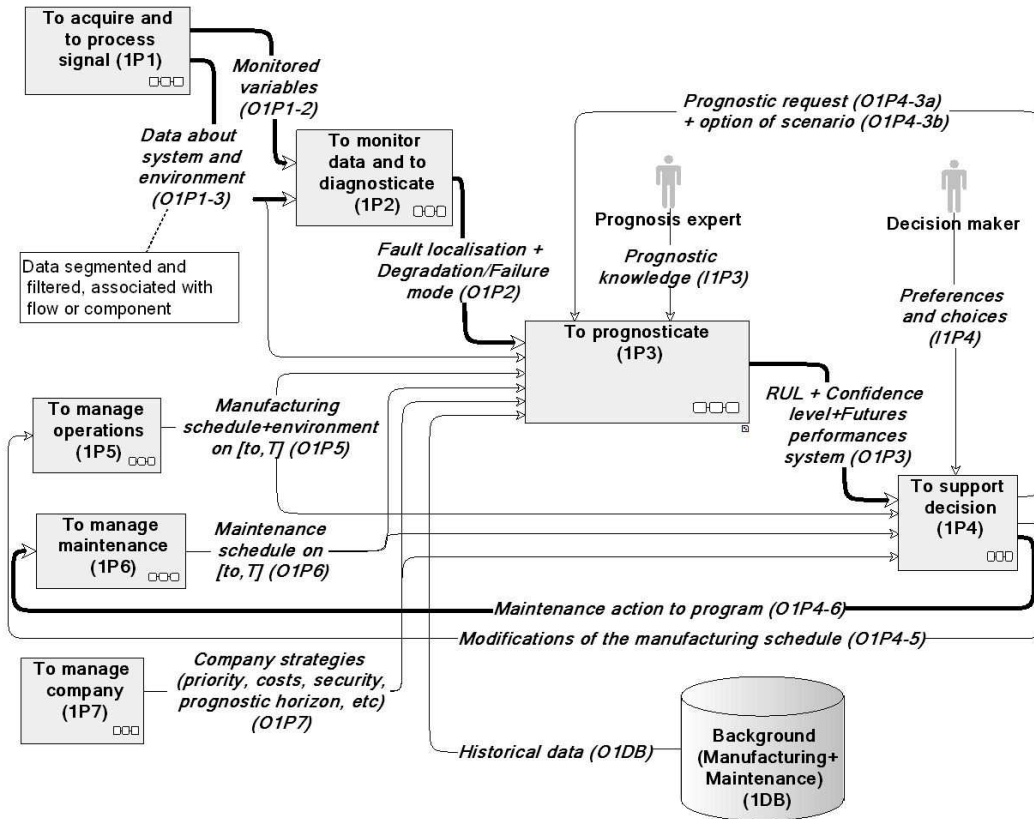 To acquire and
to process
signal (1P1)
Monitored
variables
(O1P1-2)
Data about
system and
environment
(O1P1-3)
Data segmented and
filtered, associated with
flow or component
To monitor
data and to
diagnosticate
(1P2)
Prognostic request (O1P4-3a)
+ option of scenario (O1P4-3b)
Prognosis expert
Decision maker
Fault localisation +
Degradation/Failure
mode (O1P2)
Prognostic
knowledge (I1P3)
Preferences
and choices
(I1P4)
To prognosticate
(1P3)
RUL + Confidence
level+Futures
performances
system (O1P3)
To manage
operations
(1P5)
Manufacturing
schedule+environment
on [to,T] (O1P5)
To support
decision
(1P4)
To manage
maintenance
(1P6)
Maintenance
schedule on
[to,T] (O1P6)
Maintenance action to program (O1P4-6)
Modifications of the manufacturing schedule (O1P4-5)
To manage
company
(1P7)
Company strategies
(priority, costs, security,
prognostic horizon, etc)
(O1P7)
Historical data (O1DB)
Background
(Manufacturing+
Maintenance)
(1DB)